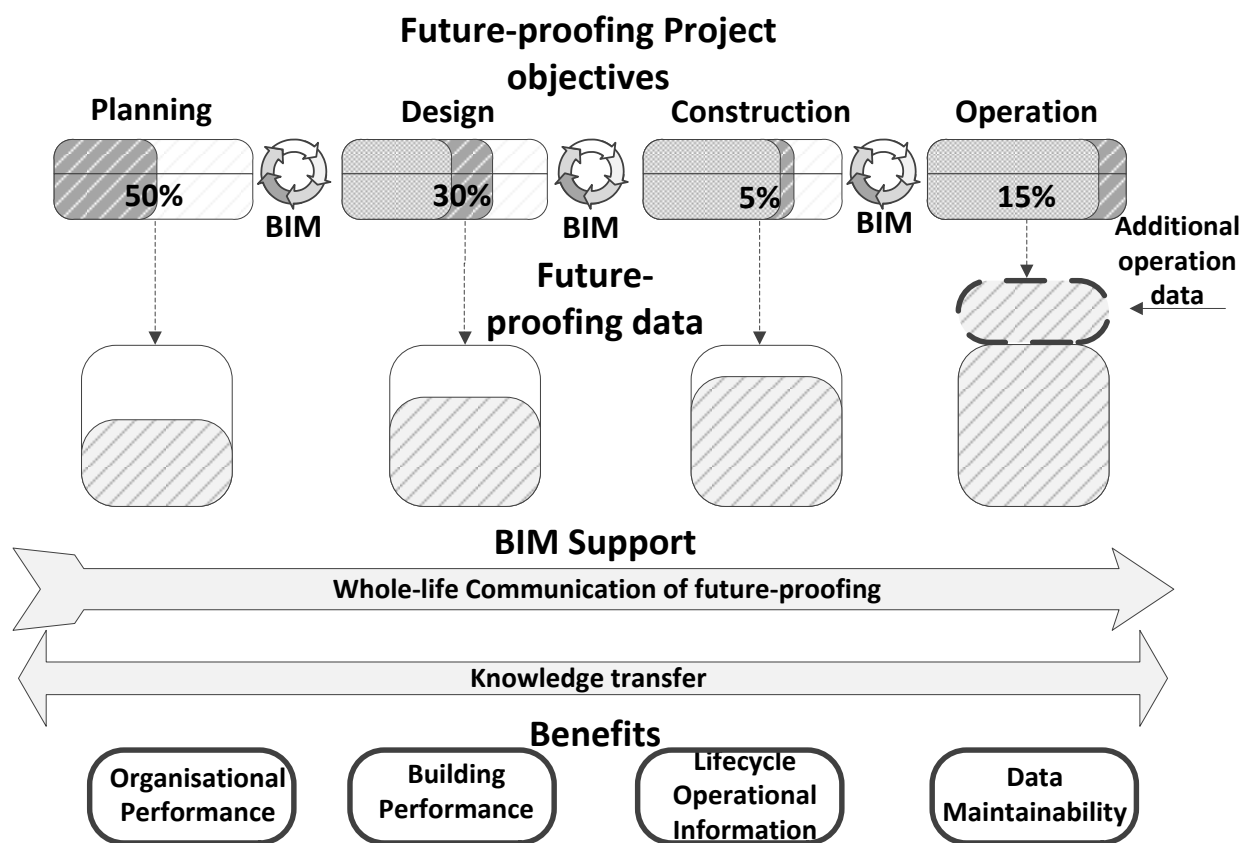 Future-proofing Project
objectives
Planning
Design
Construction
Operation
50%
30%
5%
15%
BIM
BIM
BIM
Additional
operation
data
Future-
proofing data
BIM Support
Whole-life Communication of future-proofing
Knowledge transfer
Benefits
Organisational
Performance
Building
Performance
Lifecycle
Operational
Information
Data
Maintainability